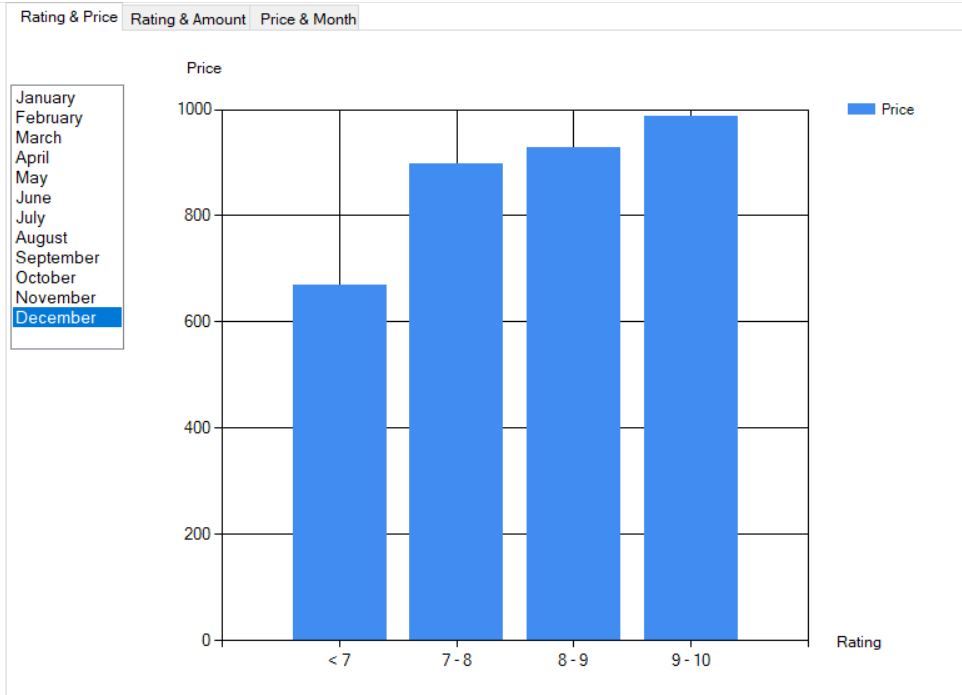 Rating & Price Rating & Amount Price & Month
Price
January
February
March
April
May
June
July
August
September
October
November
December
1000
800
600
400
200
0
< 7 7 - 8 8 - 9 9 - 10
Rating
Price